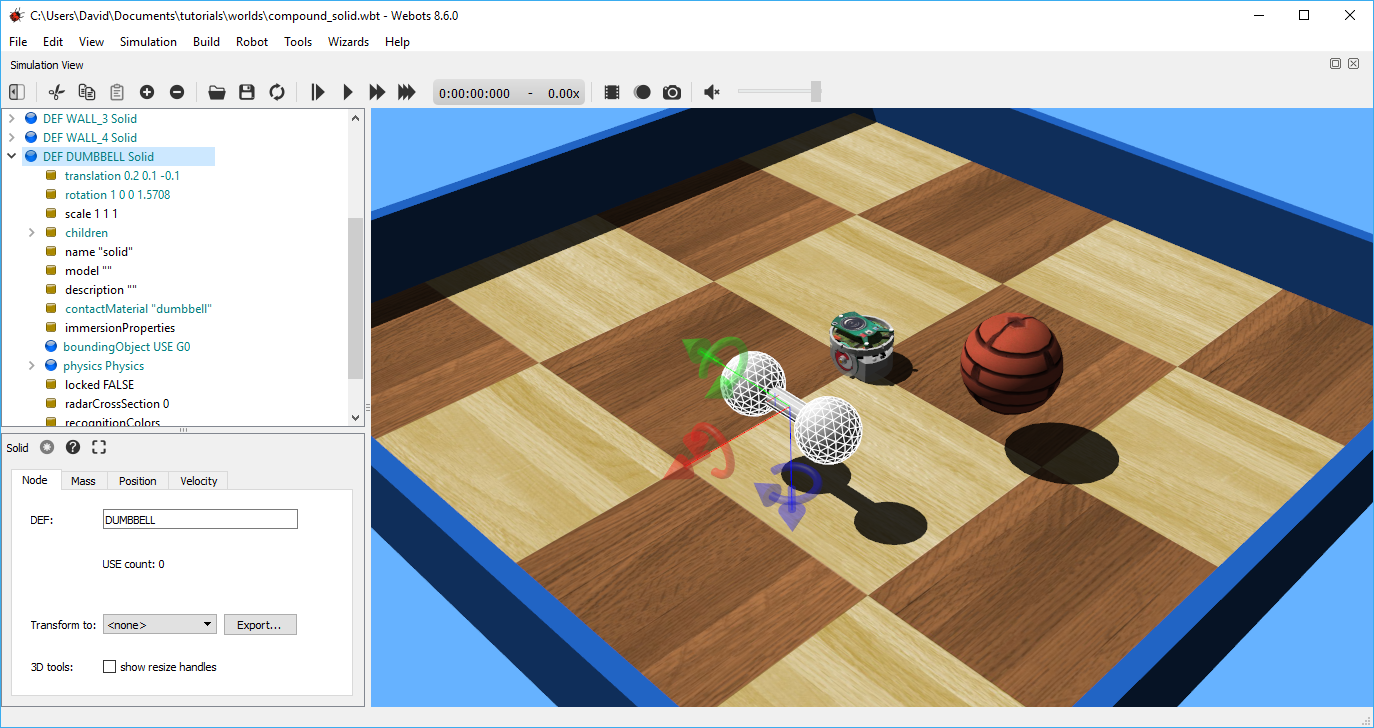 C:\Users\David\Documents\tutorials\worlds\compound_solid.wbt - Webots 8.6.0
File Edit View Simulation Build Robot Tools Wizards Help
Simulation View
0:00:00:000 - 0.00x
DEF WALL_3 Solid
DEF WALL_4 Solid
DEF DUMBBELL Solid
translation 0.2 0.1 -0.1
rotation 1 0 0 1.5708
scale 1 1 1
children
name "solid"
model ""
description ""
contactMaterial "dumbbell"
immersionProperties
boundingObject USE G0
physics Physics
locked FALSE
radarCrossSection 0
recognitionColors
Solid
Node Mass Position Velocity
DEF: DUMBBELL
USE count: 0
Transform to: <none> Export...
3D tools: show resize handles